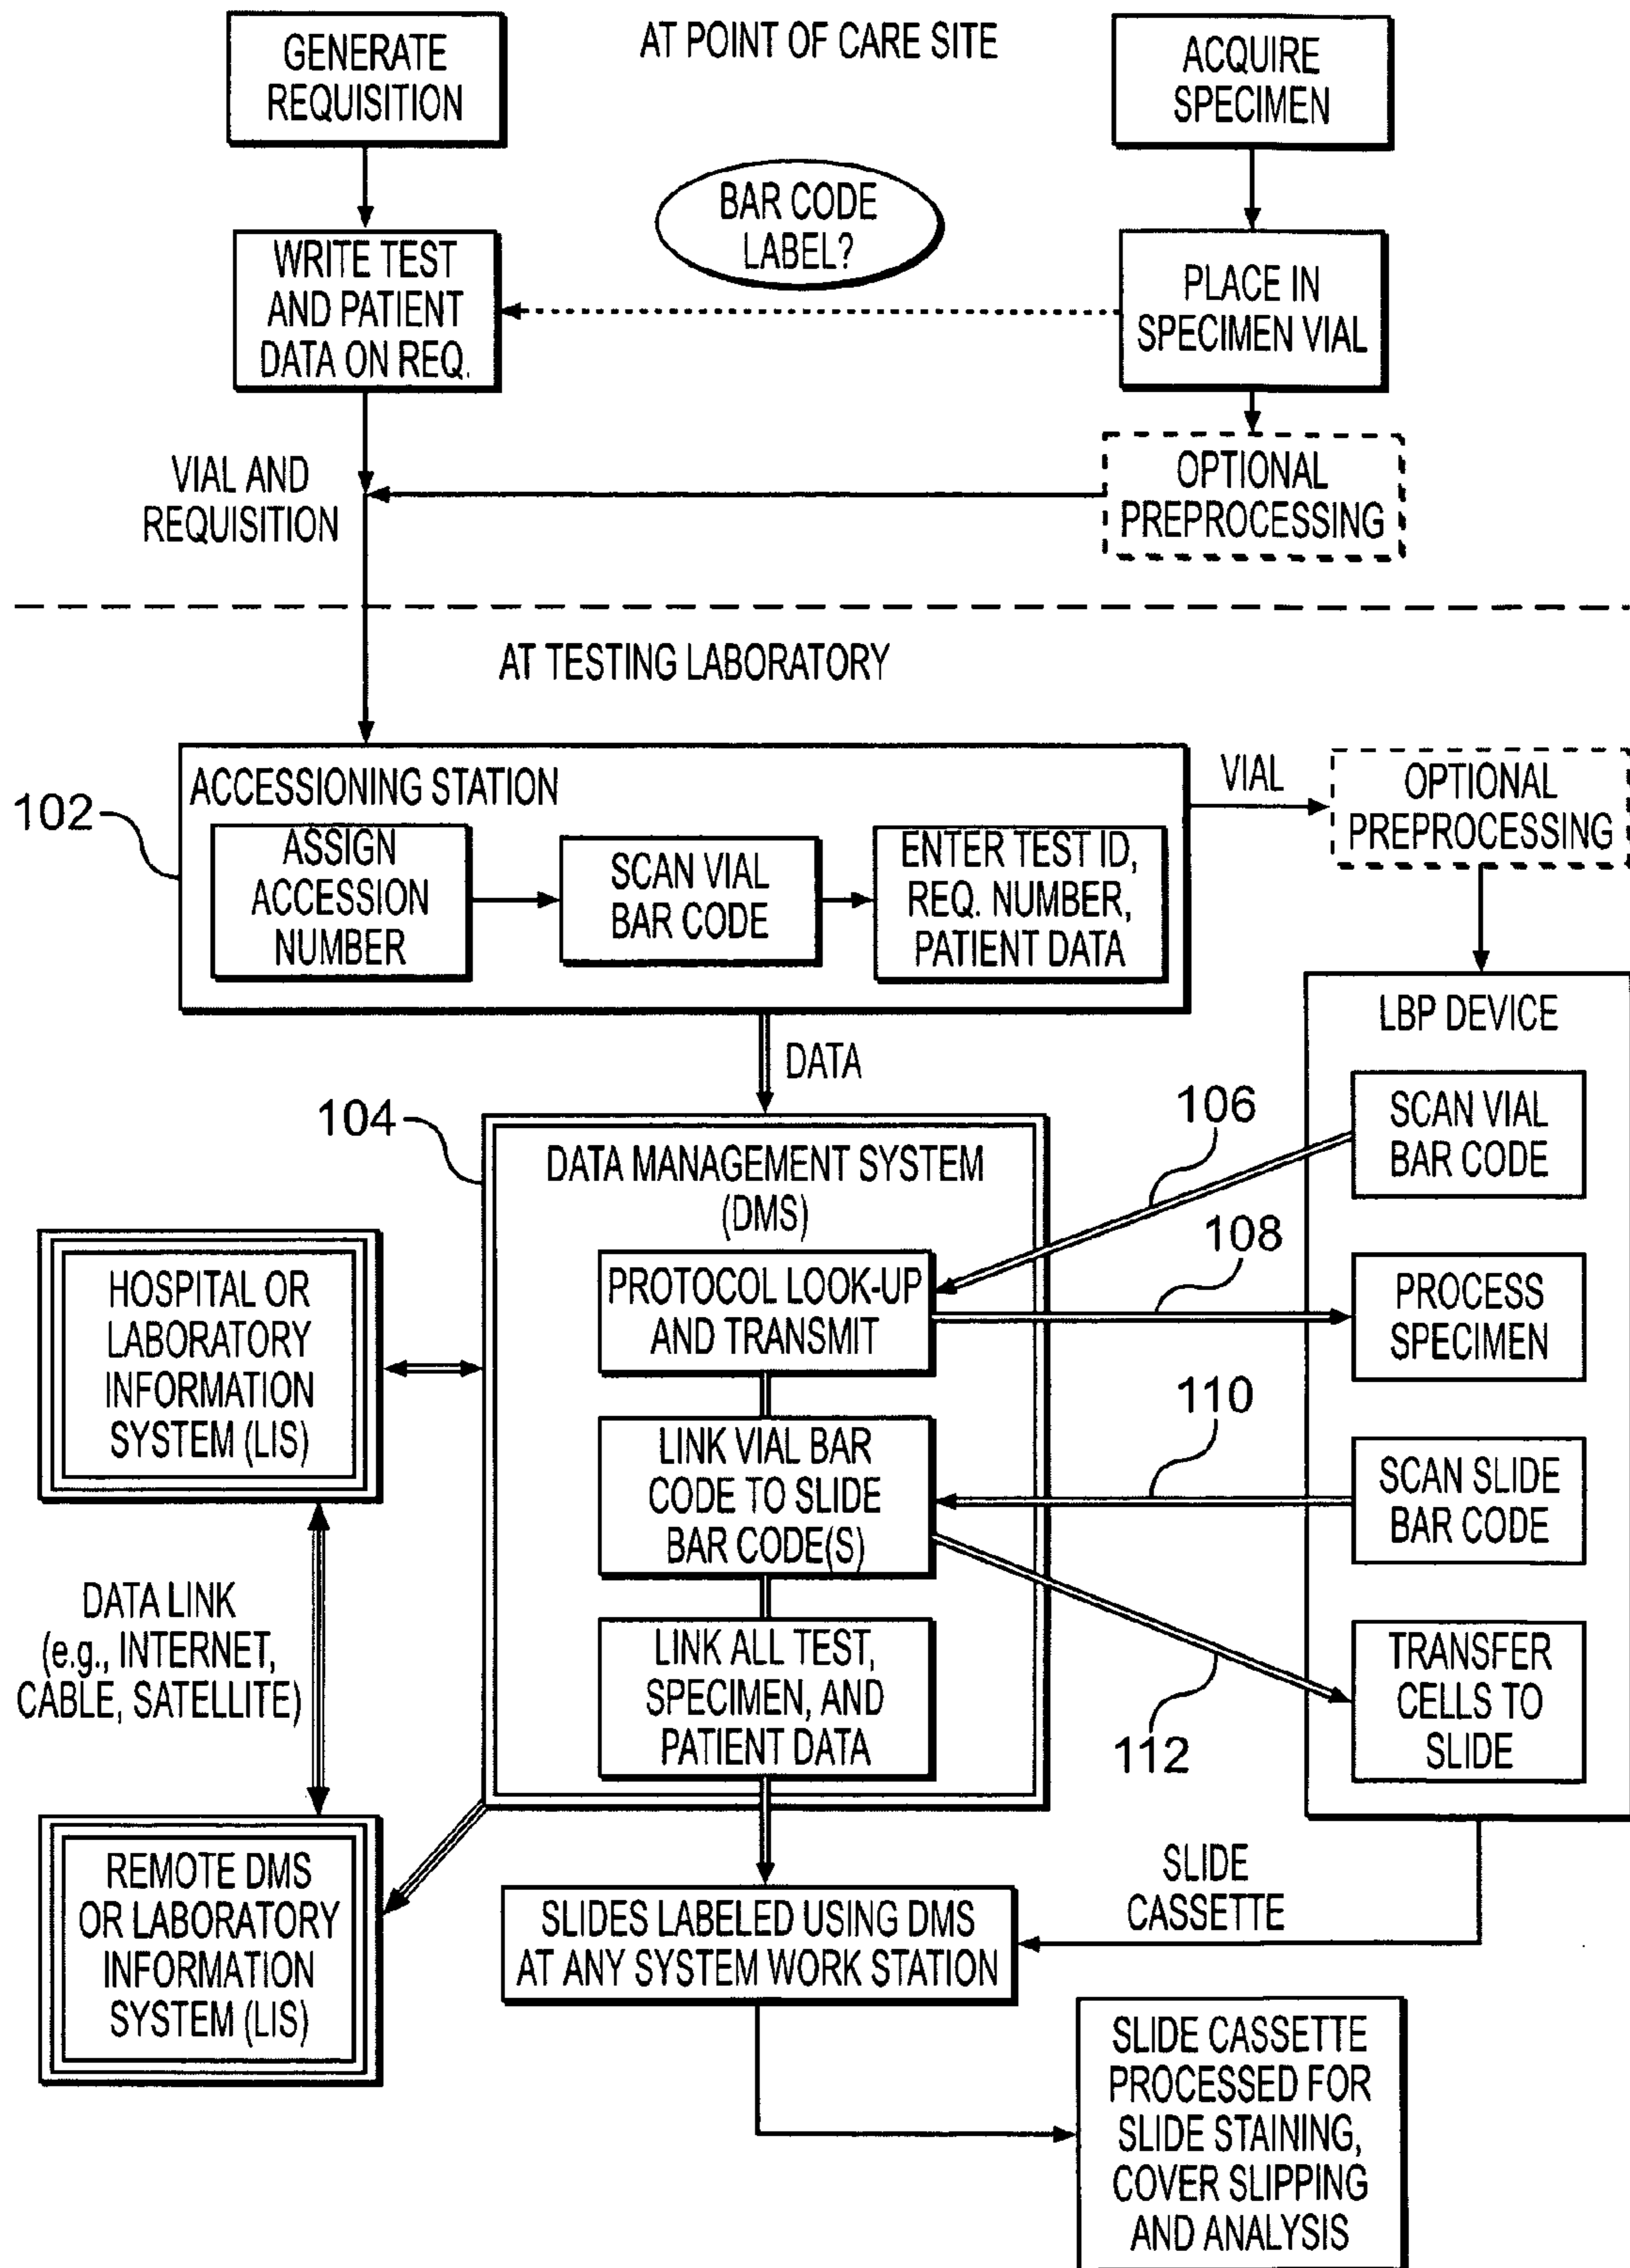 GENERATE
REQUISITION
AT POINT OF CARE SITE
ACQUIRE
SPECIMEN
BAR CODE
LABEL?
WRITE TEST
AND PATIENT
DATA ON REQ.
PLACE IN
SPECIMEN VIAL
VIAL AND
REQUISITION
OPTIONAL
PREPROCESSING
AT TESTING LABORATORY
102
ACCESSIONING STATION
ASSIGN
ACCESSION
NUMBER
SCAN VIAL
BAR CODE
ENTER TEST ID,
REQ. NUMBER,
PATIENT DATA
VIAL
OPTIONAL
PREPROCESSING
DATA
LBP DEVICE
SCAN VIAL
BAR CODE
PROCESS
SPECIMEN
SCAN SLIDE
BAR CODE
TRANSFER
CELLS TO
SLIDE
106
108
110
112
104
DATA MANAGEMENT SYSTEM
(DMS)
PROTOCOL LOOK-UP
AND TRANSMIT
LINK VIAL BAR
CODE TO SLIDE
BAR CODE(S)
LINK ALL TEST,
SPECIMEN, AND
PATIENT DATA
HOSPITAL OR
LABORATORY
INFORMATION
SYSTEM (LIS)
DATA LINK
(e.g., INTERNET,
CABLE, SATELLITE)
REMOTE DMS
OR LABORATORY
INFORMATION
SYSTEM (LIS)
SLIDE
CASSETTE
SLIDES LABELED USING DMS
AT ANY SYSTEM WORK STATION
SLIDE CASSETTE
PROCESSED FOR
SLIDE STAINING,
COVER SLIPPING
AND ANALYSIS